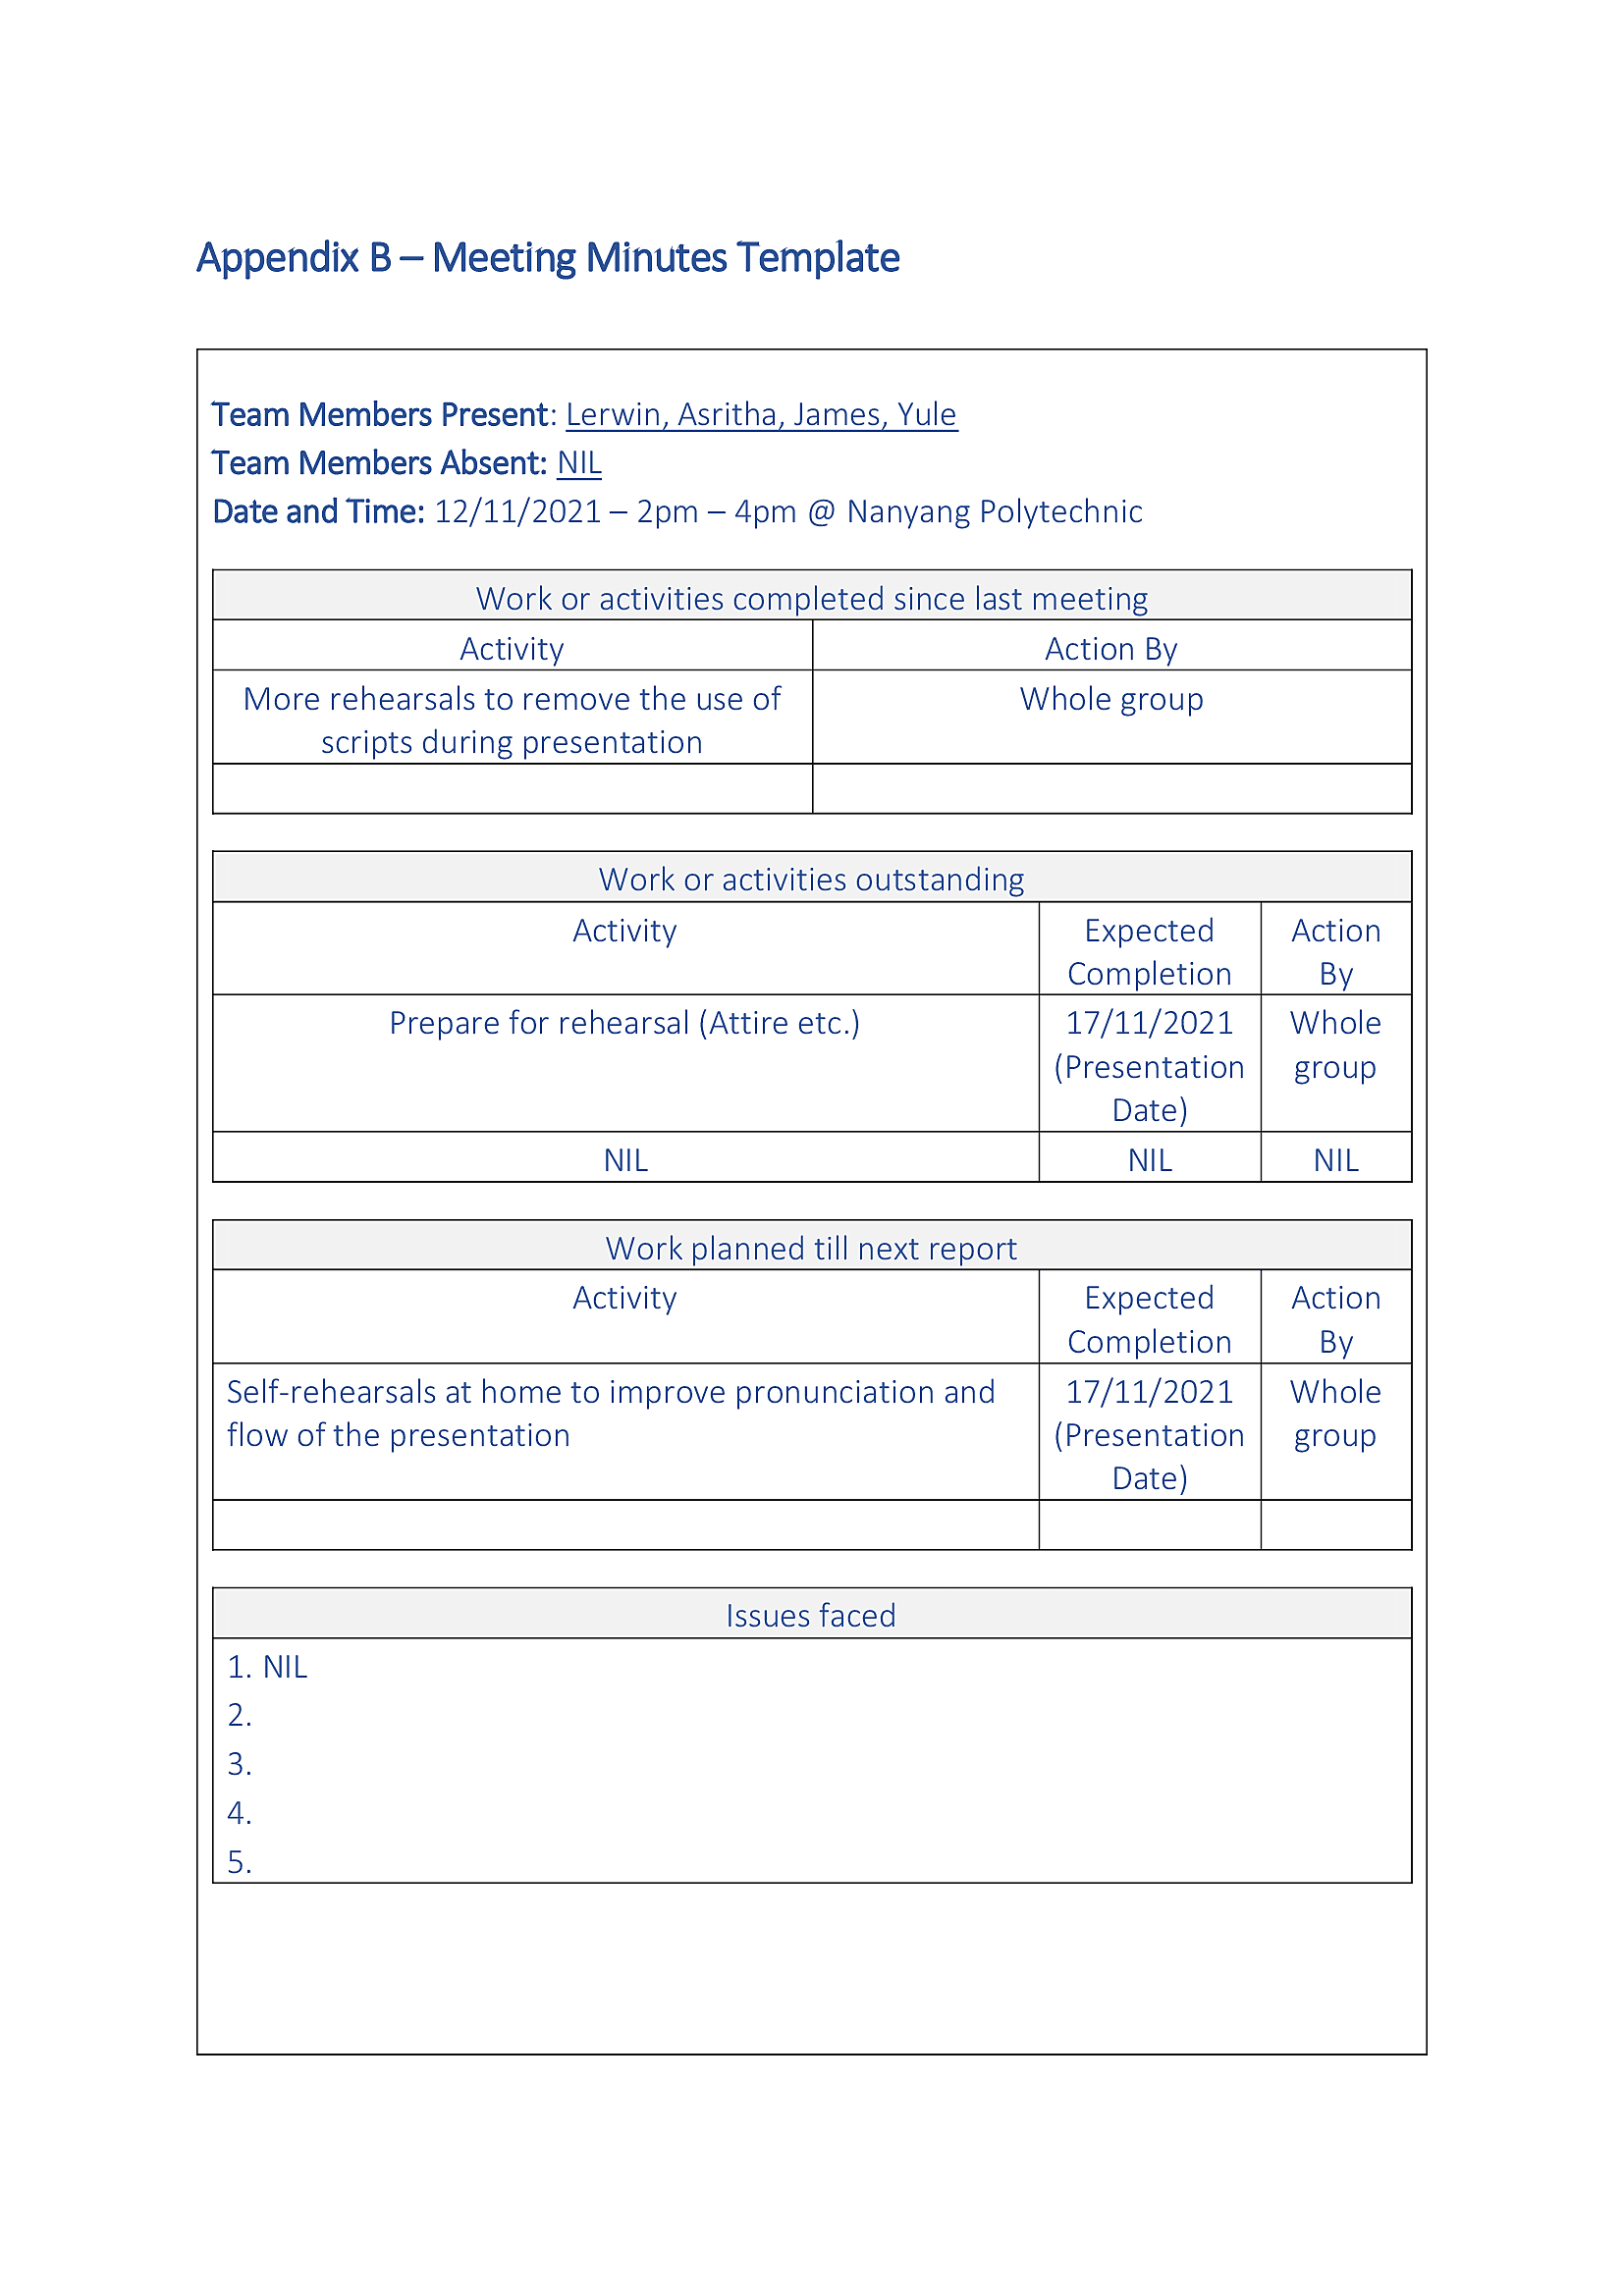 Appendix B – Meeting Minutes Template
Team Members Present: Lerwin, Asritha, James, Yule
Team Members Absent: NIL
Date and Time: 12/11/2021 – 2pm – 4pm @ Nanyang Polytechnic
Work or activities completed since last meeting
Activity
Action By
More rehearsals to remove the use of
scripts during presentation
Whole group
Work or activities outstanding
Activity
Expected
Completion
Action
By
Prepare for rehearsal (Attire etc.)
17/11/2021
(Presentation
Date)
Whole
group
NIL
NIL
NIL
Work planned till next report
Activity
Expected
Completion
Action
By
Self-rehearsals at home to improve pronunciation and
flow of the presentation
17/11/2021
(Presentation
Date)
Whole
group
Issues faced
1. NIL
2.
3.
4.
5.